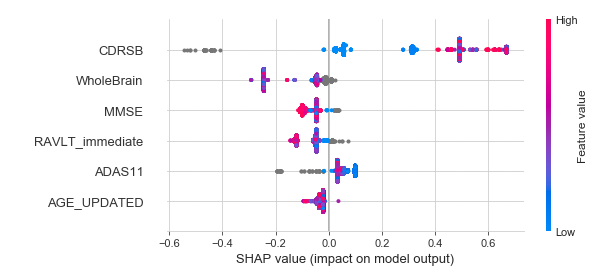 High
CDRSB
WholeBrain
MMSE
RAVLT_immediate
ADAS11
AGE_UPDATED
Feature value
Low
−0.6 −0.4 −0.2 0.0 0.2 0.4 0.6
SHAP value (impact on model output)